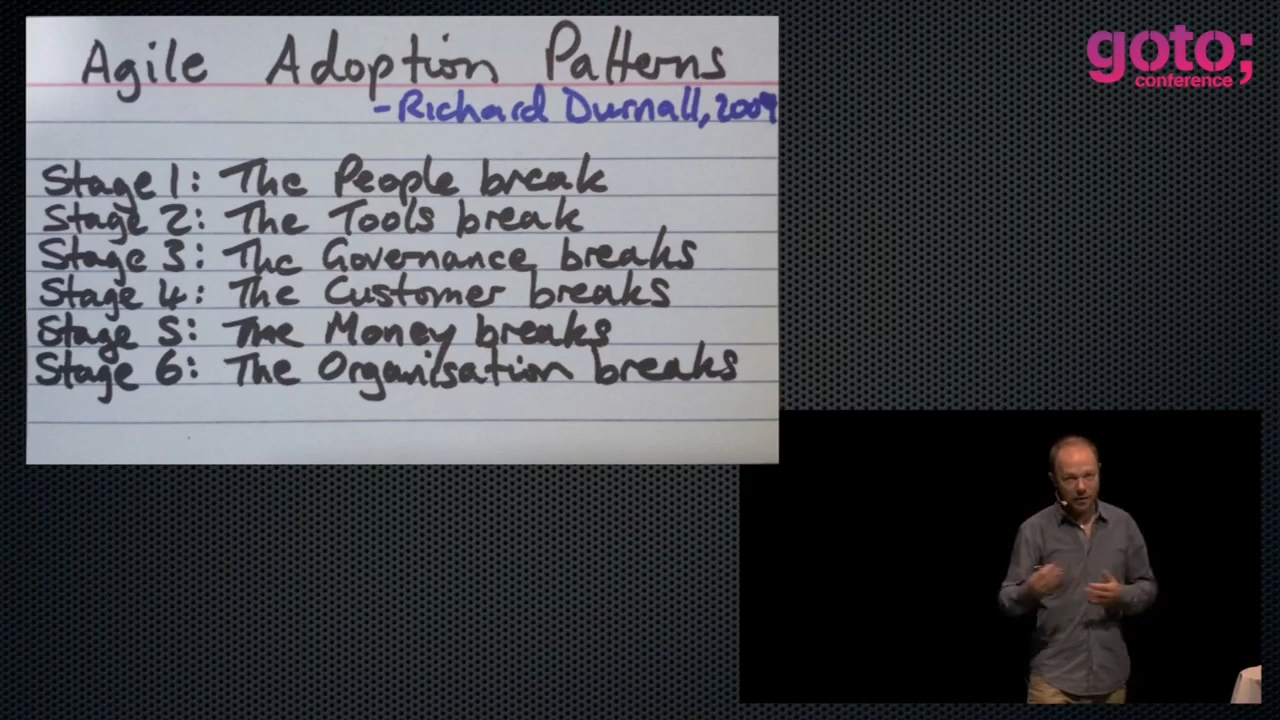 Agile Adoption Patterns
- Richard Durnall, 2009
Stage 1: The People break
Stage 2: The Tools break
Stage 3: The Governance breaks
Stage 4: The Customer breaks
Stage 5: The Money breaks
Stage 6: The Organisation breaks
goto;
conference